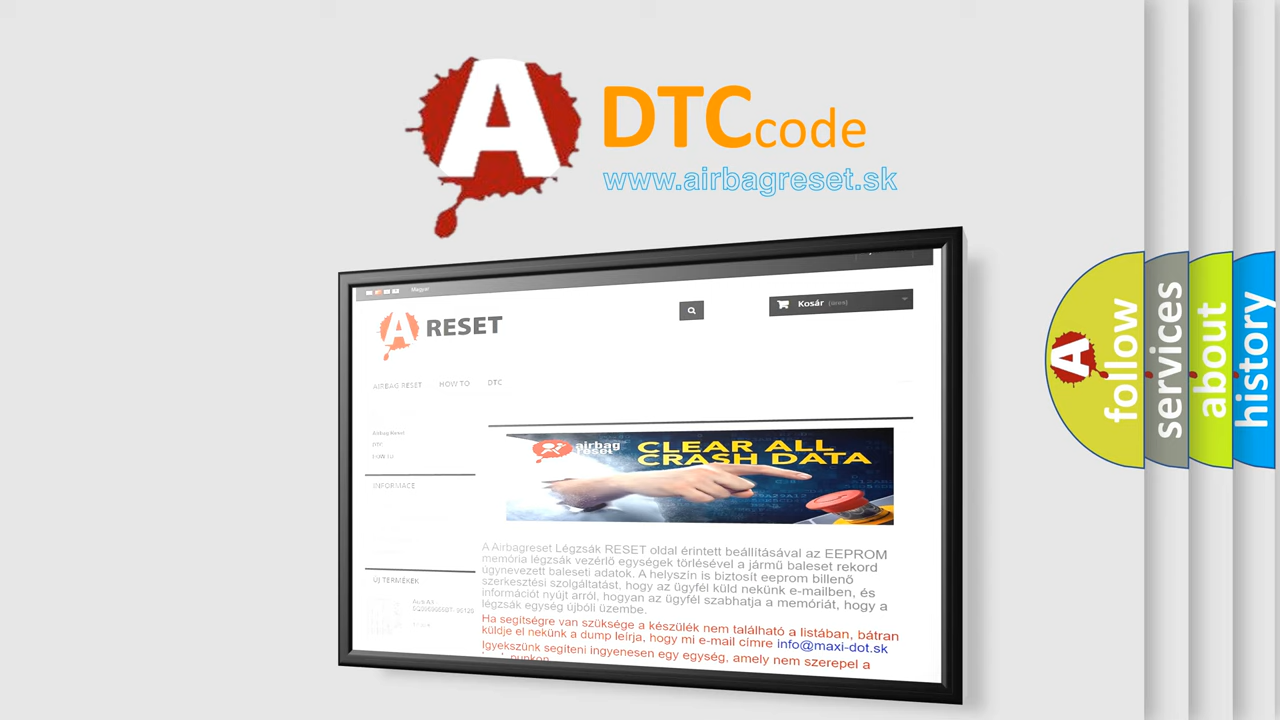 A DTC code
www.airbagreset.sk
Magyar
Kosár (üres)
A RESET
AIRBAG RESET HOW TO DTC
Airbag Reset
DTC
HOW TO
INFORMACE
airbag reset
CLEAR ALL
CRASH DATA
A Airbagreset Légzsák RESET oldal érintett beállításával az EEPROM
memória légzsák vezérlő egységek törlésével a jármű baleset rekord
úgynevezett baleseti adatok. A helyszín is biztosít eeprom billenő
szerkesztési szolgáltatást, hogy az ügyfél küld nekünk e-mailben, és
információt nyújt arról, hogyan az ügyfél szabhatja a memóriát, hogy a
légzsák egység újbóli üzembe.
Ha segítségre van szüksége a készülék nem található a listában, bátran
küldje el nekünk a dump leírja, hogy mi e-mail címre info@maxi-dot.sk
Igyekszünk segíteni ingyenesen egy egység, amely nem szerepel a
ÚJ TERMÉKEK
A follow
services
about
history